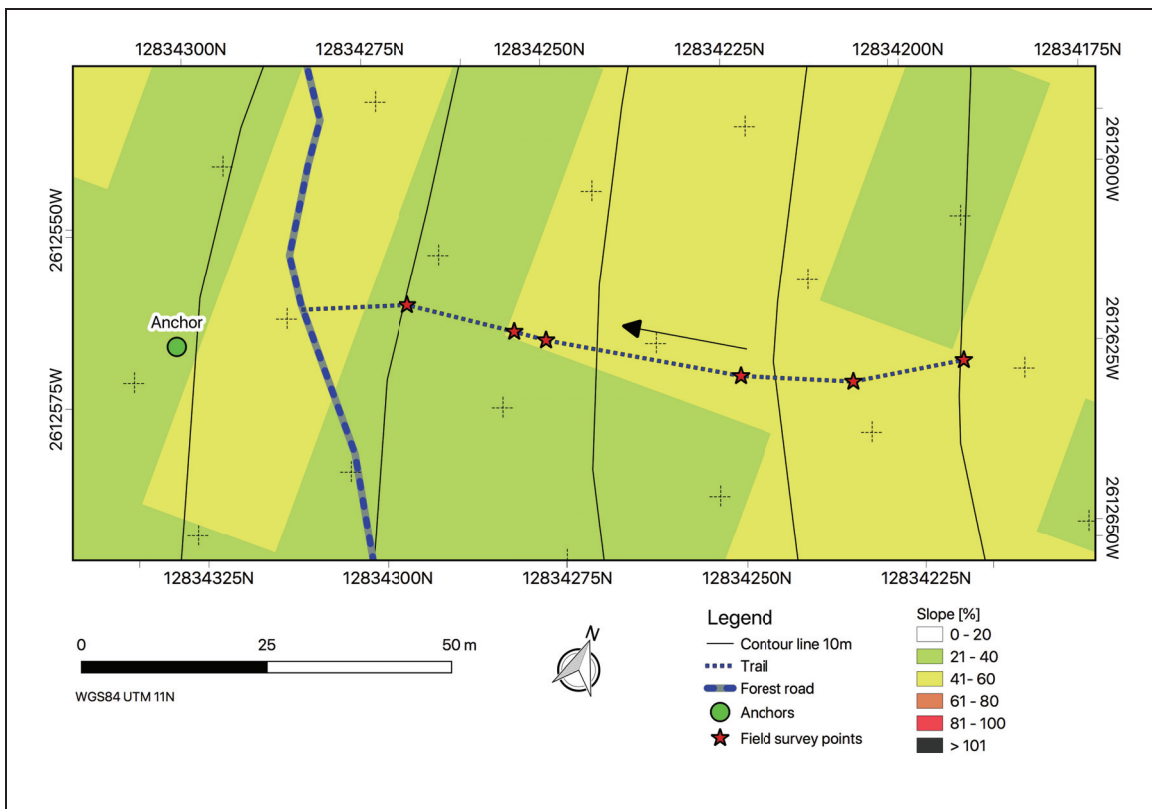 12834300N 12834275N 12834250N 12834225N 12834200N 12834175N
2612550W
2612575W
2612600W
2612625W
2612650W
Anchor
12834325N 12834300N 12834275N 12834250N 12834225N
0 25 50 m
WGS84 UTM 11N
N
Legend
Contour line 10m
Trail
Forest road
Anchors
Field survey points
Slope [%]
0 - 20
21 - 40
41- 60
61 - 80
81 - 100
> 101